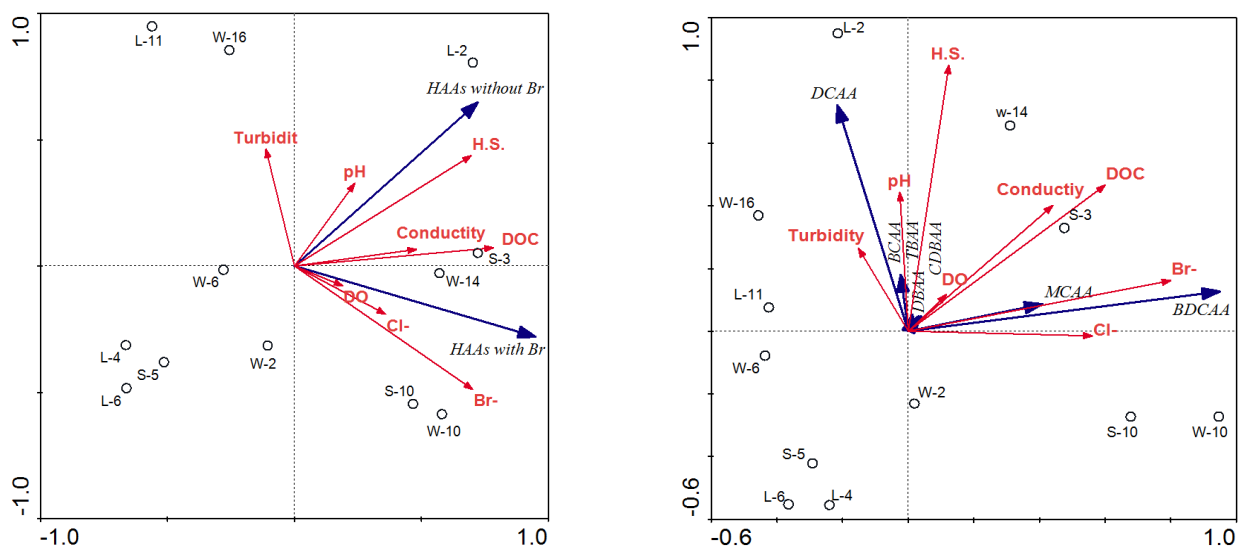 1.0
L-11
W-16
L-2
HAAs without Br
Turbidit
H.S.
pH
Conductity
DOC
S-3
W-6
W-14
DO
Cl-
HAAs with Br
L-4
S-5
W-2
L-6
S-10
Br-
W-10
-1.0
-1.0
1.0
1.0
L-2
H.S.
DCAA
w-14
pH
DOC
Conductiy
W-16
S-3
Turbidity
BCAA
TBAA
CDBAA
DBAA
DO
Br-
MCAA
L-11
BDCAA
Cl-
W-6
W-2
S-10
W-10
S-5
L-6
L-4
-0.6
-0.6
1.0